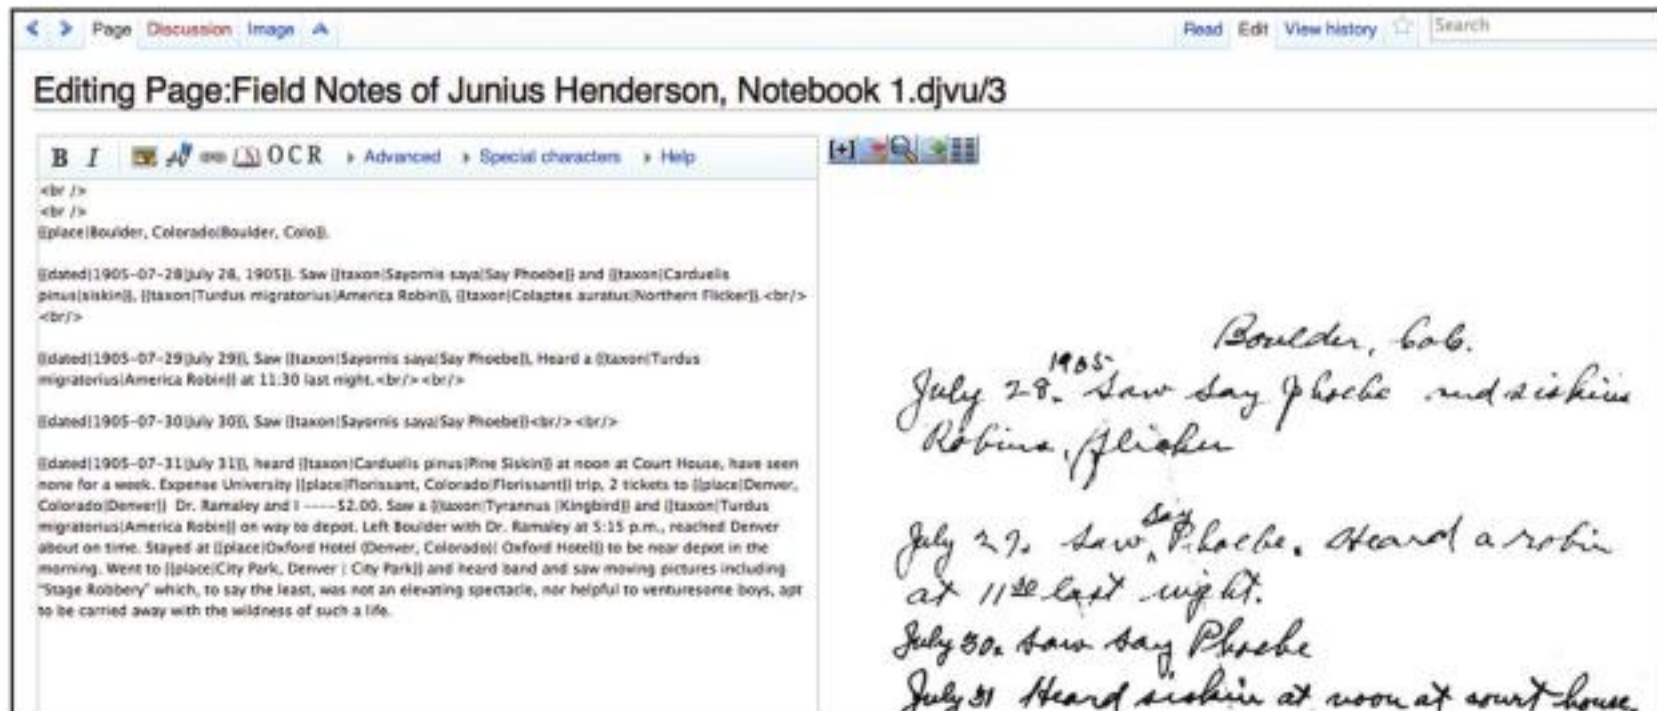 Page Discussion Image
Read Edit View history Search
Editing Page:Field Notes of Junius Henderson, Notebook 1.djvu/3
B I OCR Advanced Special characters Help
[+]
<br />
<br />
{{place|Boulder, Colorado|Boulder, Colo}}.
{{dated|1905-07-28|July 28, 1905}}. Saw {{taxon|Sayornis saya|Say Phoebe}} and {{taxon|Carduelis
pinus|siskin}}, {{taxon|Turdus migratorius|America Robin}}, {{taxon|Colaptes auratus|Northern Flicker}}.<br/>
<br/>
{{dated|1905-07-29|July 29}}, Saw {{taxon|Sayornis saya|Say Phoebe}}, Heard a {{taxon|Turdus
migratorius|America Robin}} at 11:30 last night.<br/><br/>
{{dated|1905-07-30|July 30}}, Saw {{taxon|Sayornis saya|Say Phoebe}}<br/><br/>
{{dated|1905-07-31|July 31}}, heard {{taxon|Carduelis pinus|Pine Siskin}} at noon at Court House, have seen
none for a week. Expense University {{place|Florissant, Colorado|Florissant}} trip, 2 tickets to {{place|Denver,
Colorado|Denver}} Dr. Ramaley and I ----$2.00. Saw a {{taxon|Tyrannus |Kingbird}} and {{taxon|Turdus
migratorius|America Robin}} on way to depot. Left Boulder with Dr. Ramaley at 5:15 p.m., reached Denver
about on time. Stayed at {{place|Oxford Hotel (Denver, Colorado)| Oxford Hotel}} to be near depot in the
morning. Went to {{place|City Park, Denver | City Park}} and heard band and saw moving pictures including
"Stage Robbery" which, to say the least, was not an elevating spectacle, nor helpful to venturesome boys, apt
to be carried away with the wildness of such a life.
Boulder, Colo.
1905
July 28. Saw Say Phoebe and siskins
Robins, flicker
Say
July 29. Saw Phoebe. Heard a robin
at 11 30 last night.
July 30. Saw Say Phoebe
July 31 Heard siskin at noon at court house,